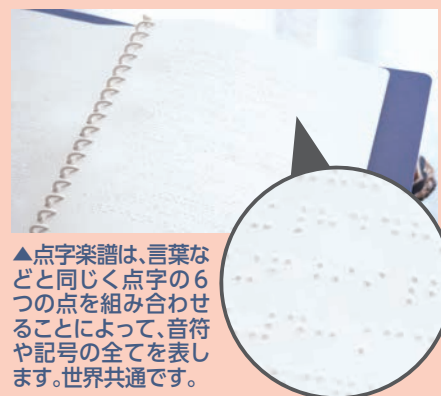 ▲点字楽譜は、言葉な
どと同じく点字の6
つの点を組み合わせ
ることによって、音符
や記号の全てを表し
ます。世界共通です。